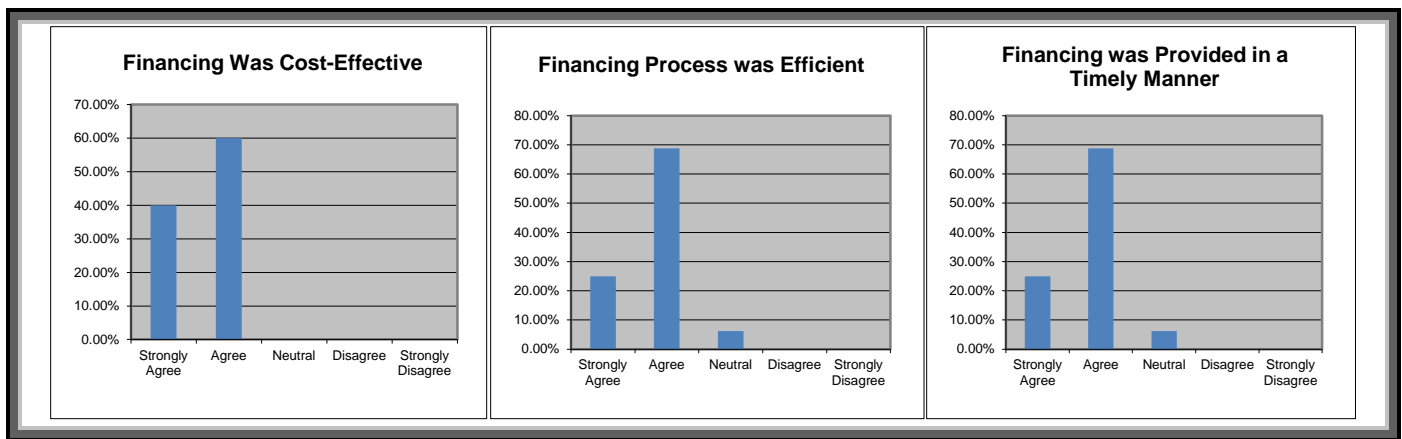 Financing Was Cost-Effective
70.00%
60.00%
50.00%
40.00%
30.00%
20.00%
10.00%
0.00%
Strongly Agree Neutral Disagree Strongly
Agree Disagree
Financing Process was Efficient
80.00%
70.00%
60.00%
50.00%
40.00%
30.00%
20.00%
10.00%
0.00%
Strongly Agree Neutral Disagree Strongly
Agree Disagree
Financing was Provided in a
Timely Manner
80.00%
70.00%
60.00%
50.00%
40.00%
30.00%
20.00%
10.00%
0.00%
Strongly Agree Neutral Disagree Strongly
Agree Disagree